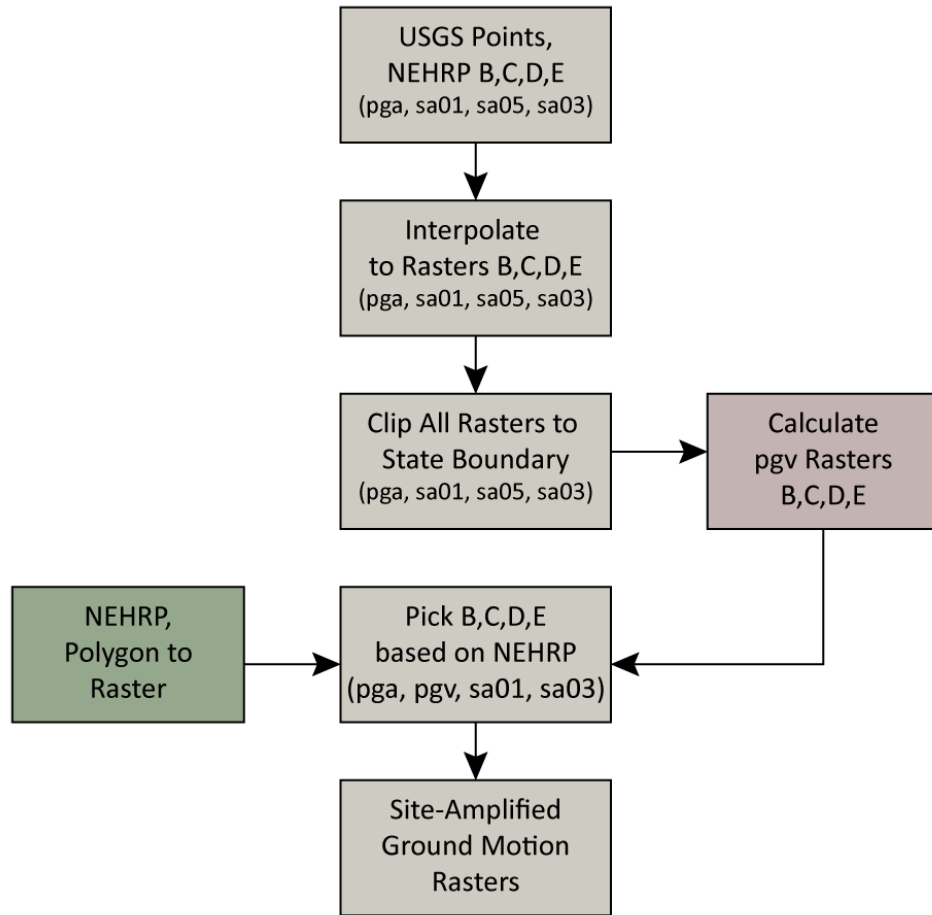 USGS Points,
NEHRP B,C,D,E
(pga, sa01, sa05, sa03)
Interpolate
to Rasters B,C,D,E
(pga, sa01, sa05, sa03)
Clip All Rasters to
State Boundary
(pga, sa01, sa05, sa03)
Calculate
pgv Rasters
B,C,D,E
NEHRP,
Polygon to
Raster
Pick B,C,D,E
based on NEHRP
(pga, pgv, sa01, sa03)
Site-Amplified
Ground Motion
Rasters